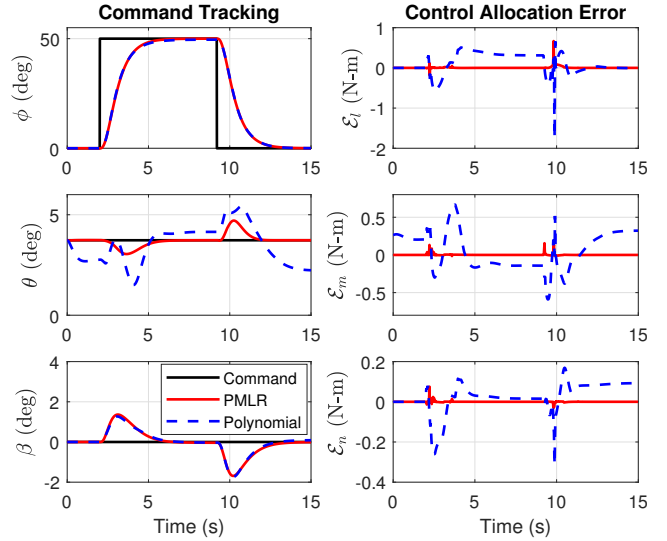 Command Tracking
50
0
ϕ (deg)
0 5 10 15
5
0
θ (deg)
0 5 10 15
4
2
0
-2
β (deg)
Command
PMLR
Polynomial
0 5 10 15
Time (s)
Control Allocation Error
1
0
-1
-2
ℰ_l (N-m)
0 5 10 15
0.5
0
-0.5
ℰ_m (N-m)
0 5 10 15
0.2
0
-0.2
-0.4
ℰ_n (N-m)
0 5 10 15
Time (s)